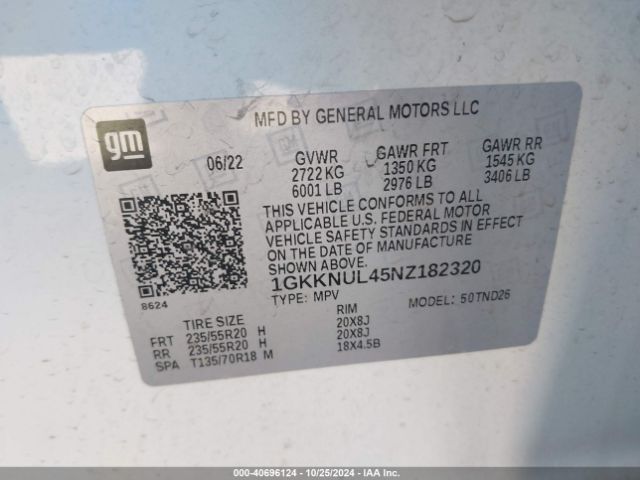 MFD BY GENERAL MOTORS LLC
gm
06/22 GVWR GAWR FRT GAWR RR
2722 KG 1350 KG 1545 KG
6001 LB 2976 LB 3406 LB
THIS VEHICLE CONFORMS TO ALL
APPLICABLE U.S. FEDERAL MOTOR
VEHICLE SAFETY STANDARDS IN EFFECT
ON THE DATE OF MANUFACTURE
SHOWN ABOVE.
1GKKNUL45NZ182320
8624
TYPE: MPV MODEL: 50TND26
TIRE SIZE RIM
FRT 235/55R20 H 20X8J
RR 235/55R20 H 20X8J
SPA T135/70R18 M 18X4.5B
000-40696124 - 10/25/2024 - IAA Inc.